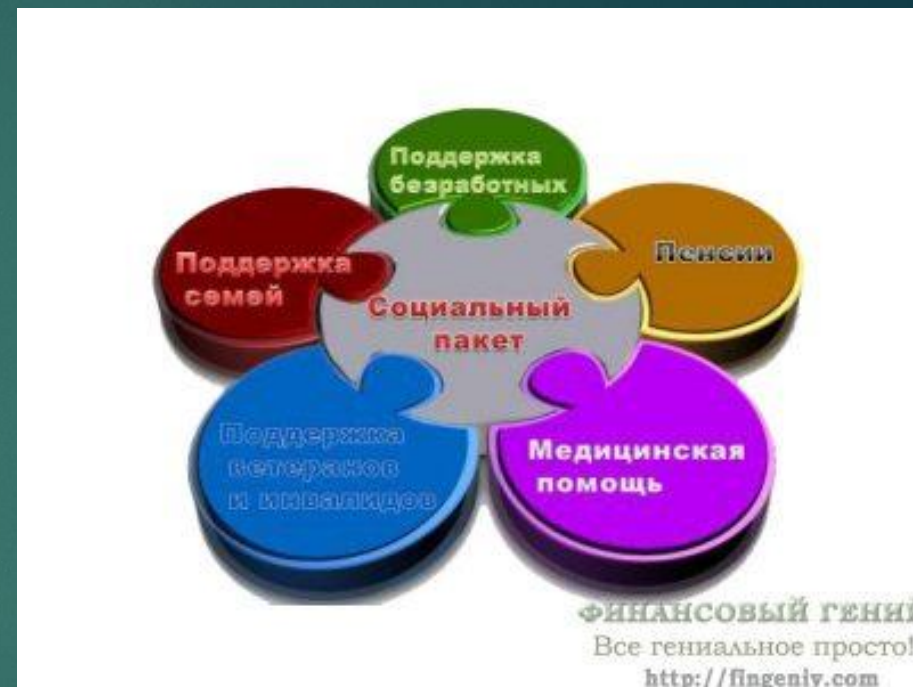 Поддержка
безработных
Поддержка
семей
Пенсии
Социальный
пакет
Поддержка
ветеранов
и инвалидов
Медицинская
помощь
ФИНАНСОВЫЙ ГЕНИЙ
Все гениальное просто!
http://fingeniy.com